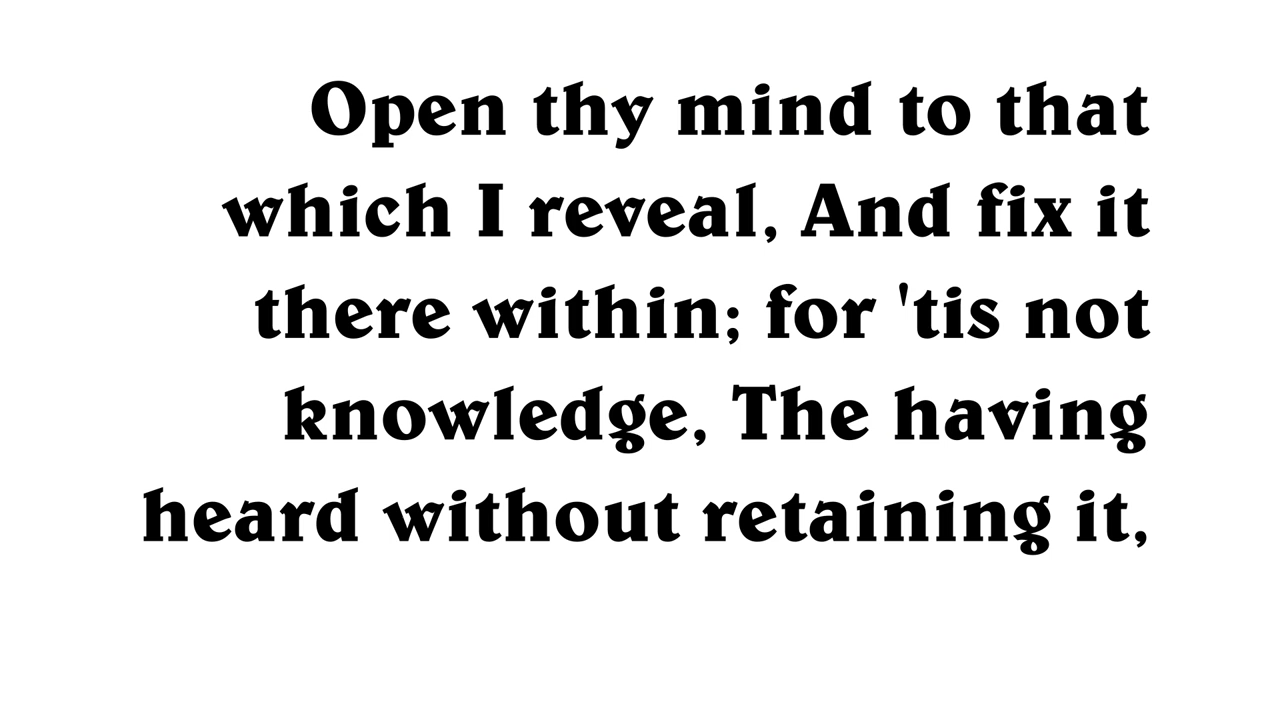 Open thy mind to that
which I reveal, And fix it
there within; for 'tis not
knowledge, The having
heard without retaining it,